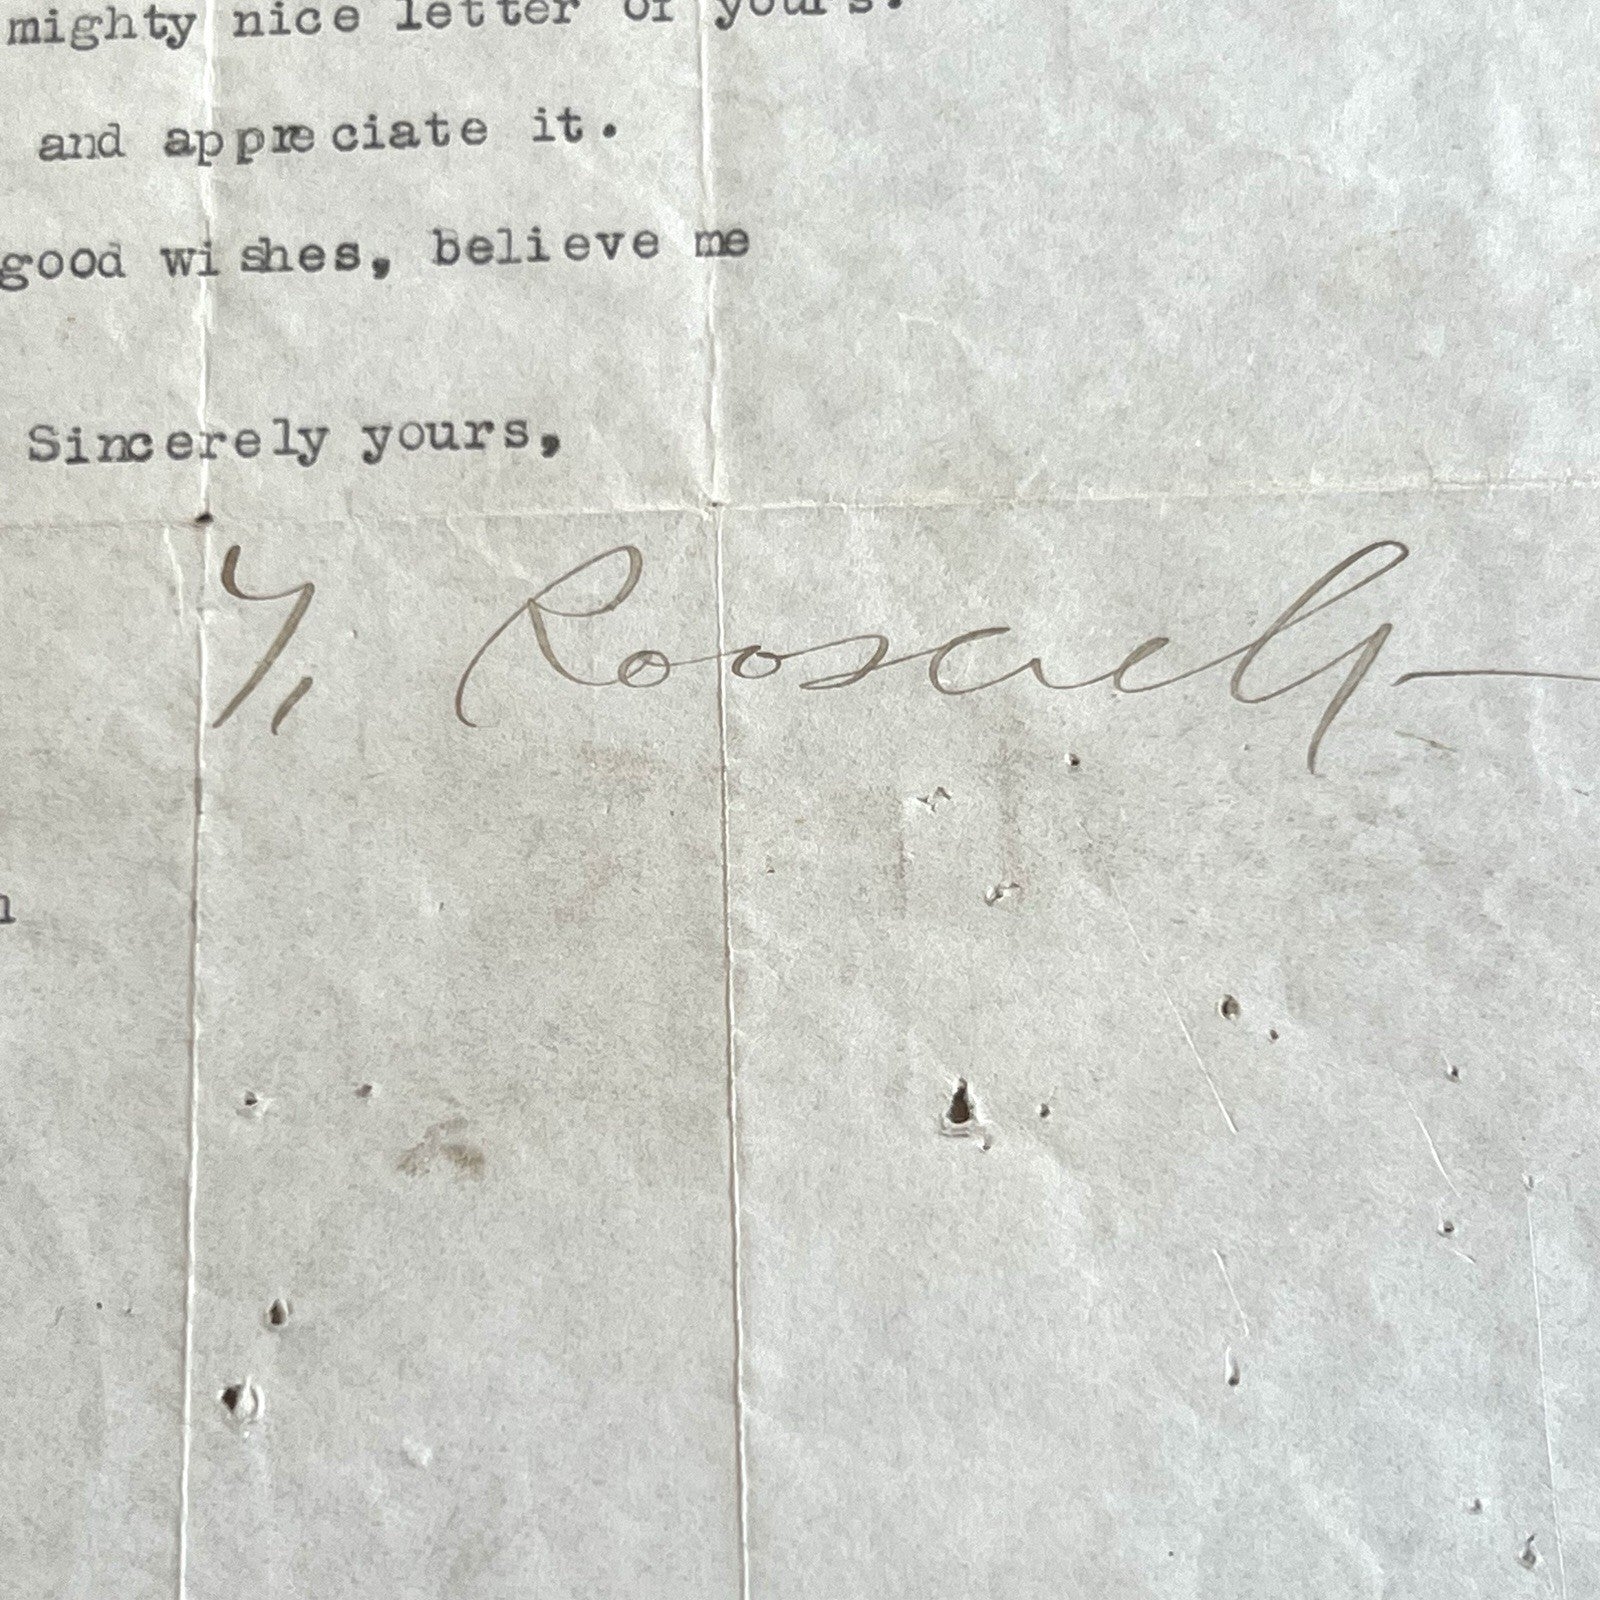 mighty nice letter of yours.
and appreciate it.
good wishes, believe me
Sincerely yours,
T. Roosevelt